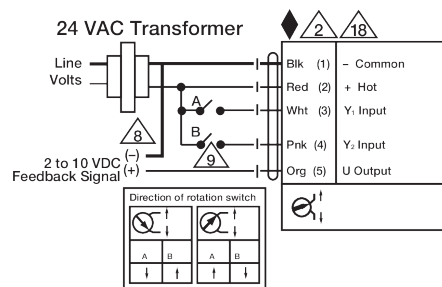 24 VAC Transformer
2 18
Line
Volts
Blk (1) – Common
Red (2) + Hot
A
Wht (3) Y1 Input
B
Pnk (4) Y2 Input
8
9
(–)
2 to 10 VDC (+)
Feedback Signal
Org (5) U Output
Direction of rotation switch
A B A B